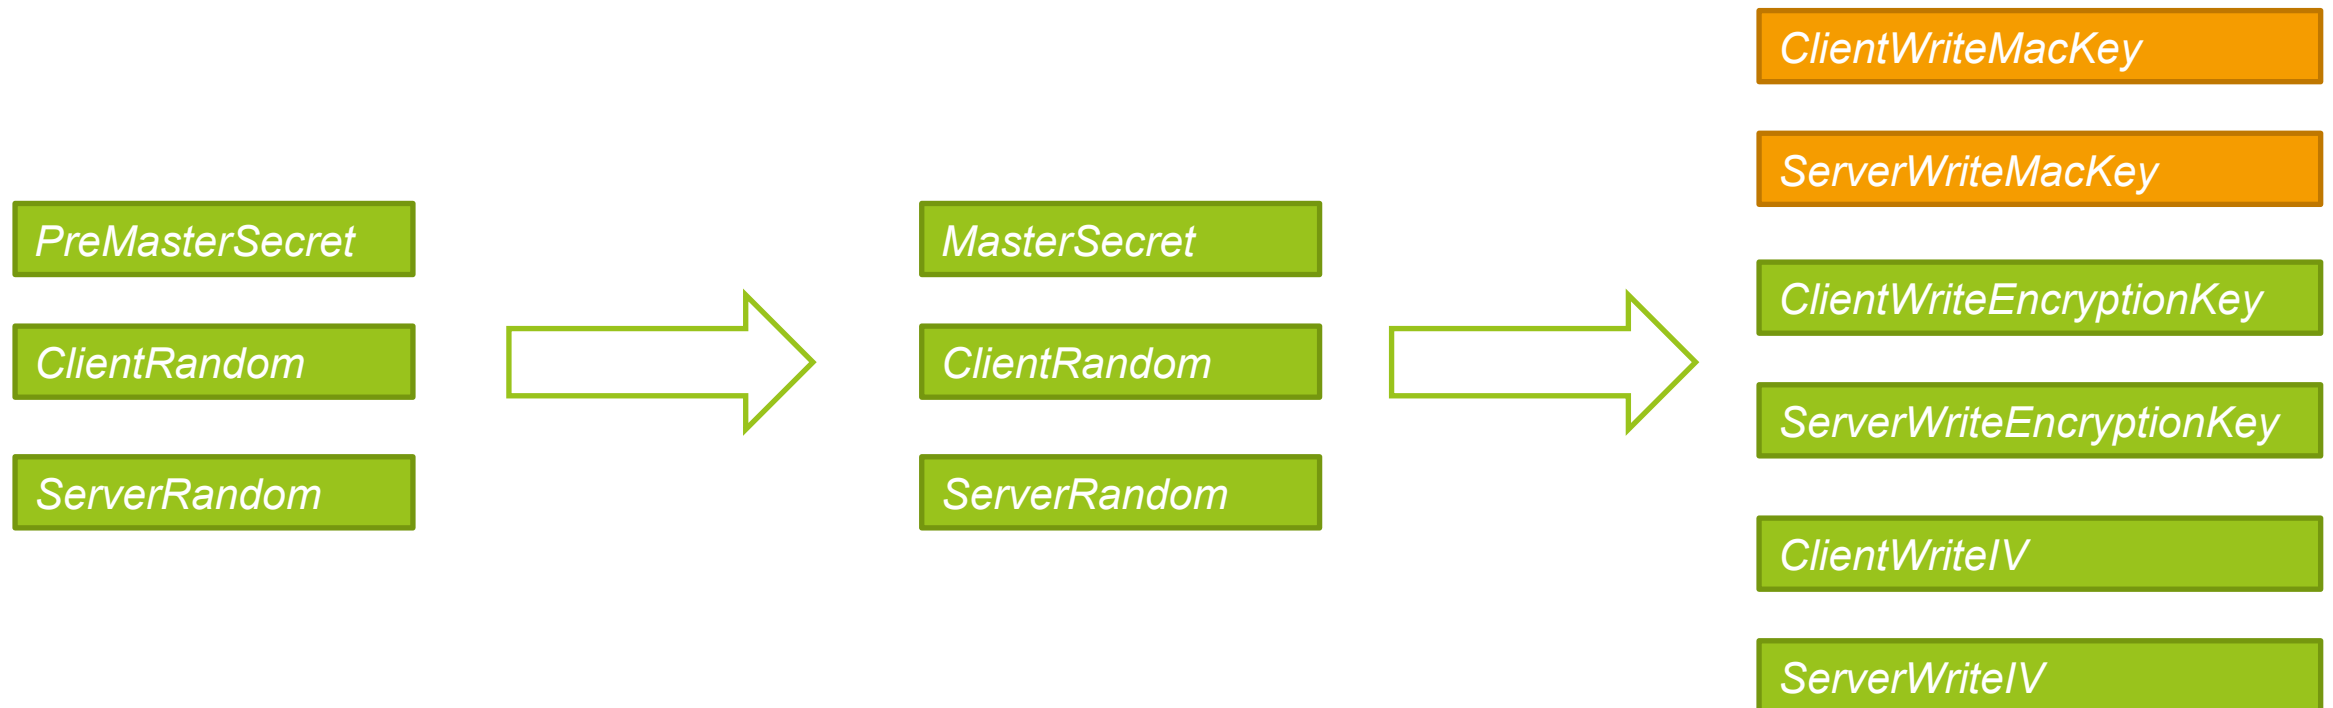 PreMasterSecret
ClientRandom
ServerRandom
MasterSecret
ClientRandom
ServerRandom
ClientWriteMacKey
ServerWriteMacKey
ClientWriteEncryptionKey
ServerWriteEncryptionKey
ClientWriteIV
ServerWriteIV